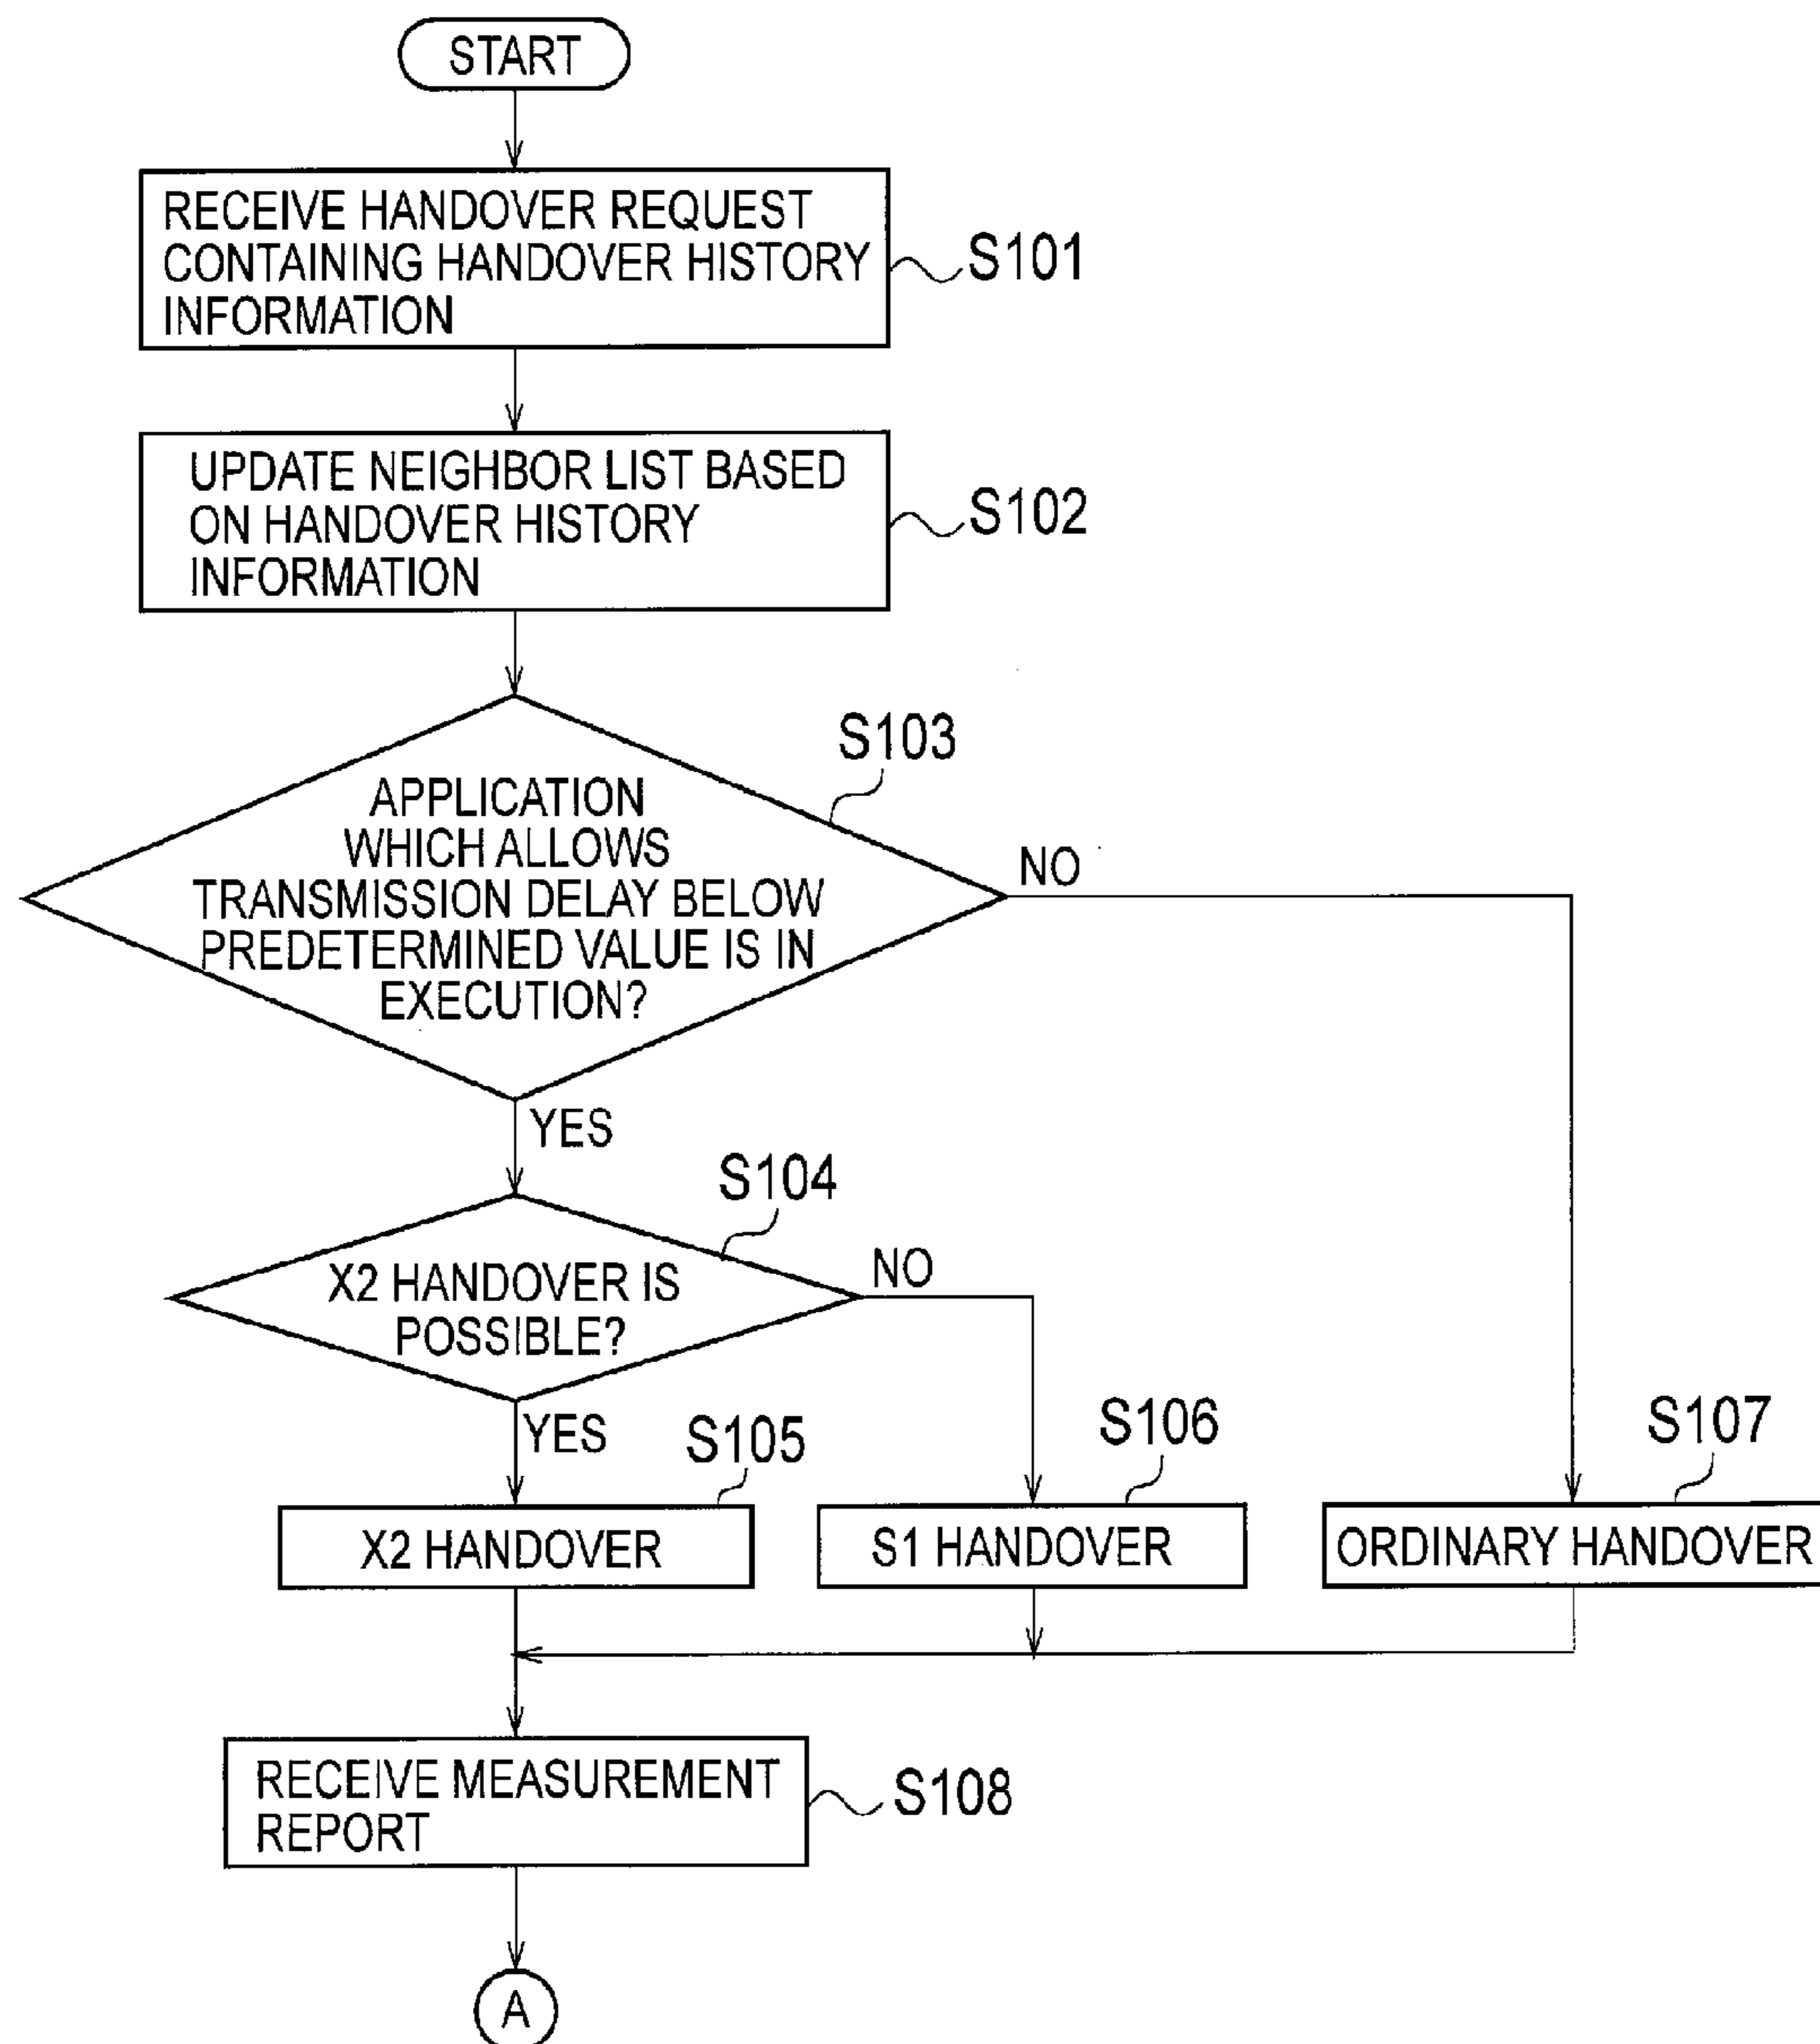 START
RECEIVE HANDOVER REQUEST
CONTAINING HANDOVER HISTORY
INFORMATION
S101
UPDATE NEIGHBOR LIST BASED
ON HANDOVER HISTORY
INFORMATION
S102
S103
APPLICATION
WHICH ALLOWS
TRANSMISSION DELAY BELOW
PREDETERMINED VALUE IS IN
EXECUTION?
NO
YES
S104
X2 HANDOVER IS
POSSIBLE?
NO
YES
S105
X2 HANDOVER
S106
S1 HANDOVER
S107
ORDINARY HANDOVER
RECEIVE MEASUREMENT
REPORT
S108
A